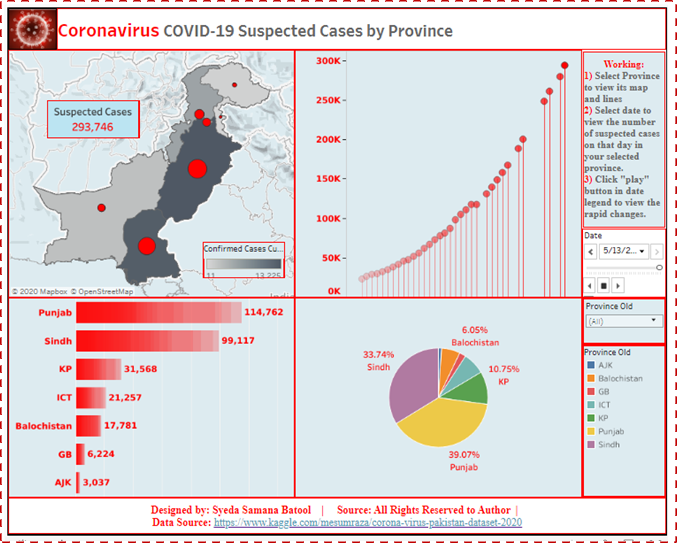 Coronavirus COVID-19 Suspected Cases by Province
Suspected Cases
293,746
Confirmed Cases Cu...
11
13,225
© 2020 Mapbox © OpenStreetMap
300K
250K
200K
150K
100K
50K
0K
Working:
1) Select Province
to view its map
and lines
2) Select date to
view the number
of suspected cases
on that day in
your selected
province.
3) Click "play"
button in date
legend to view the
rapid changes.
Date
5/13/2...
Punjab 114,762
Sindh 99,117
KP 31,568
ICT 21,257
Balochistan 17,781
GB 6,224
AJK 3,037
6.05%
Balochistan
33.74%
Sindh
10.75%
KP
39.07%
Punjab
Province Old
(All)
Province Old
AJK
Balochistan
GB
ICT
KP
Punjab
Sindh
Designed by: Syeda Samana Batool | Source: All Rights Reserved to Author |
Data Source: https://www.kaggle.com/mesumraza/corona-virus-pakistan-dataset-2020